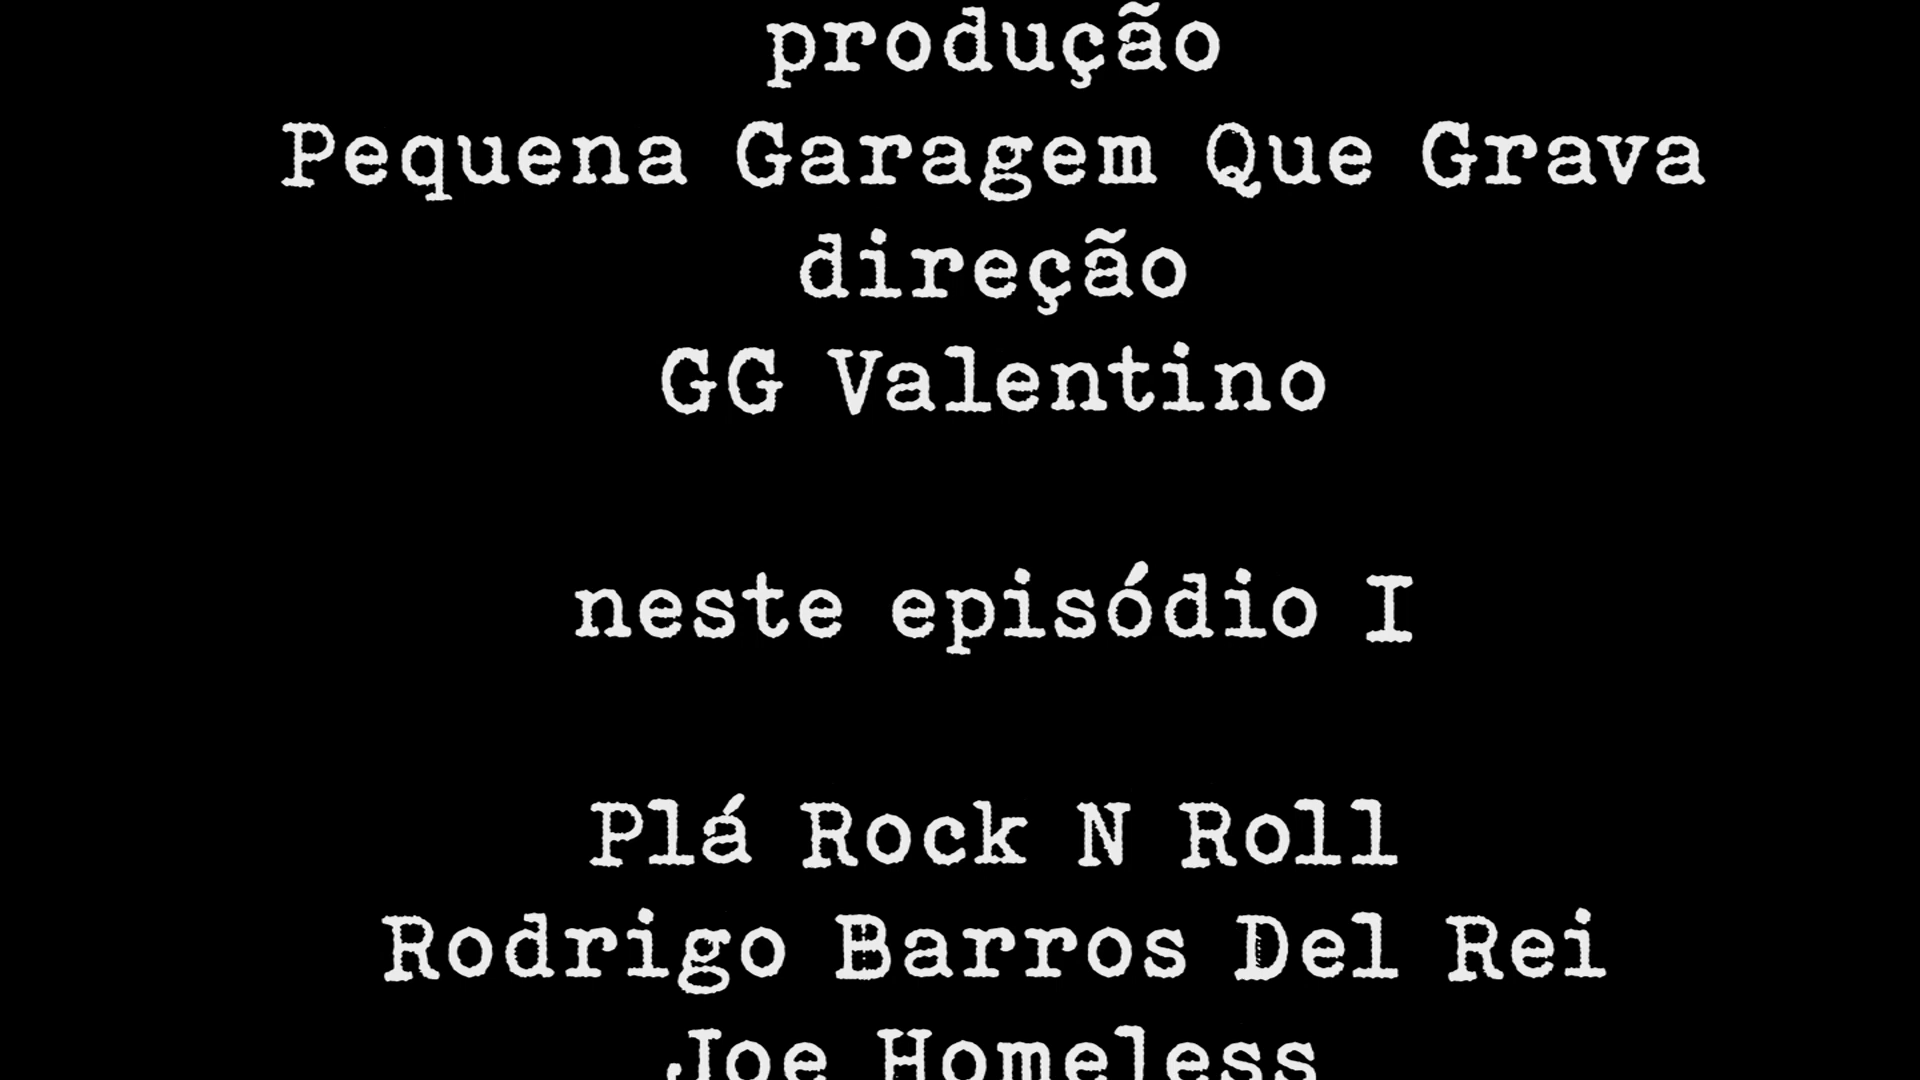 produção
Pequena Garagem Que Grava
direção
GG Valentino
neste episódio I
Plá Rock N Roll
Rodrigo Barros Del Rei
Joe Homeless